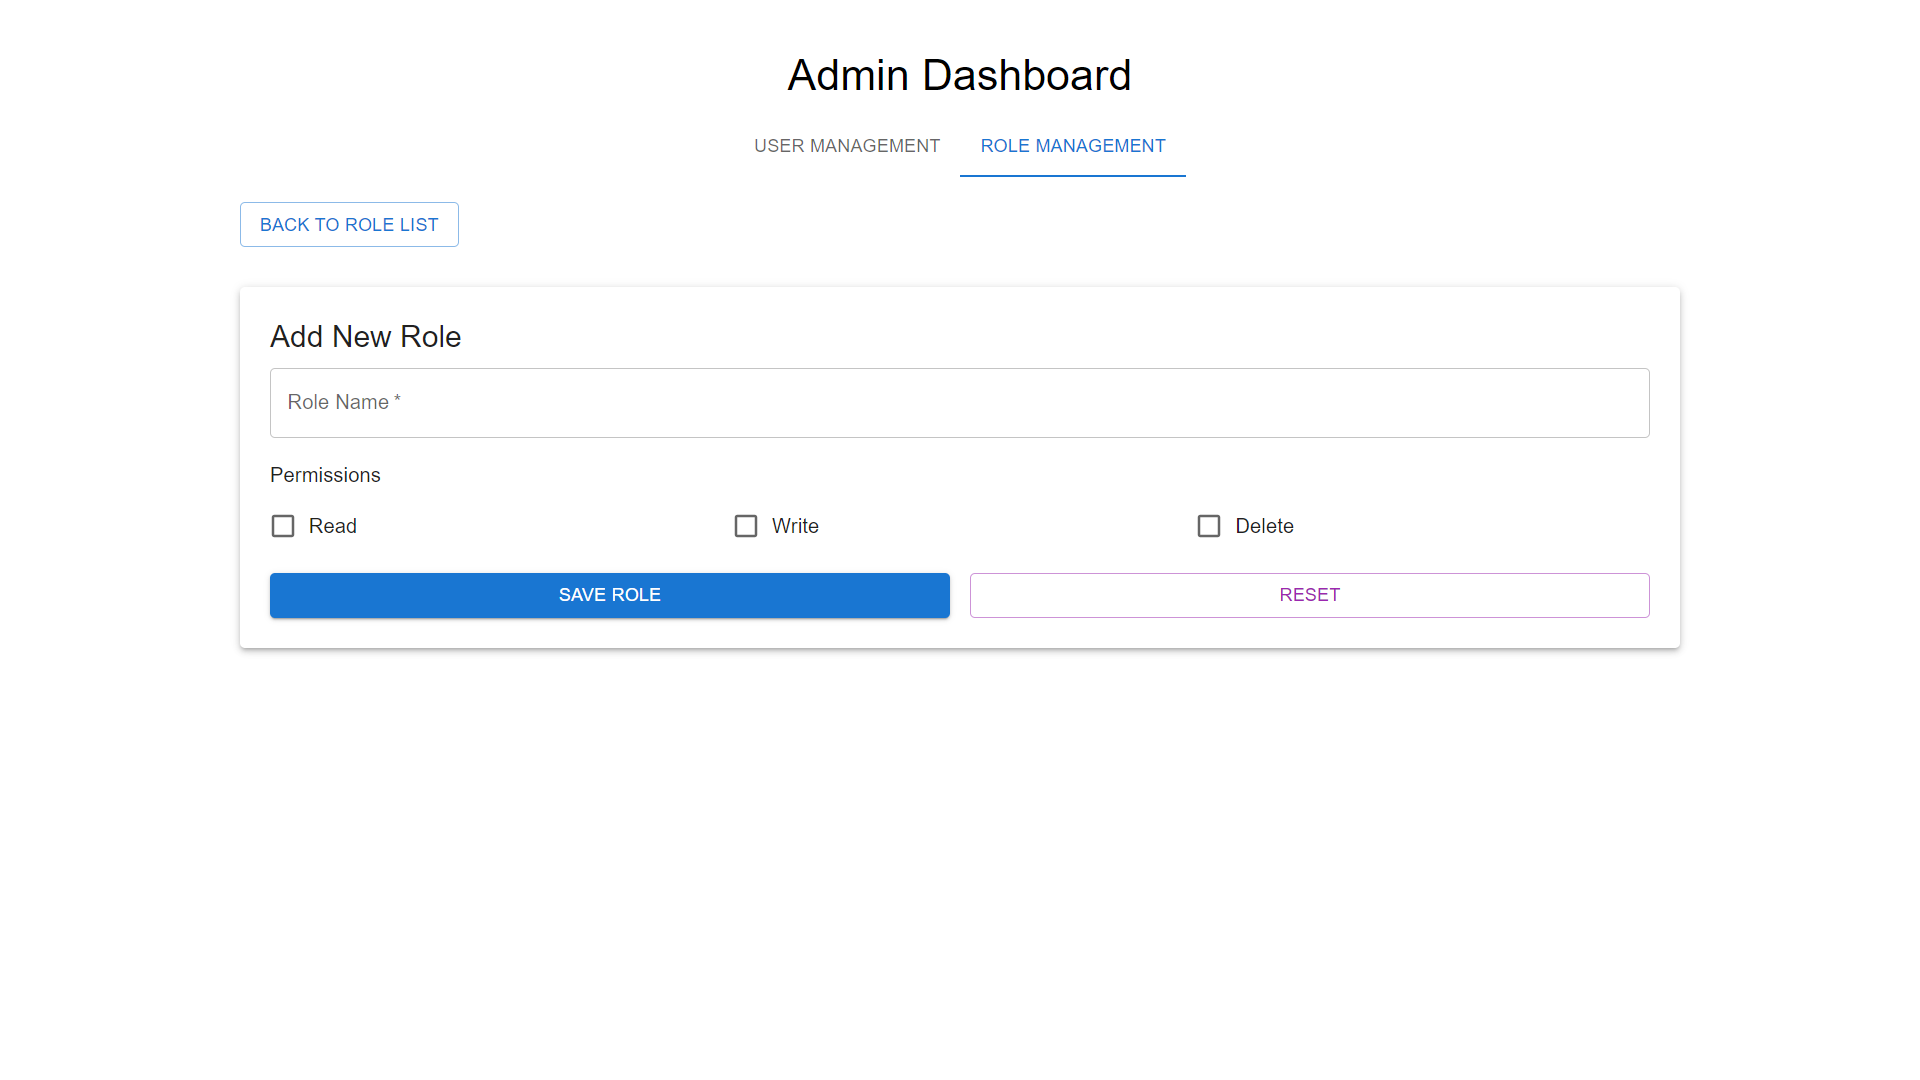 Admin Dashboard
USER MANAGEMENT ROLE MANAGEMENT
BACK TO ROLE LIST
Add New Role
Role Name *
Permissions
Read Write Delete
SAVE ROLE RESET